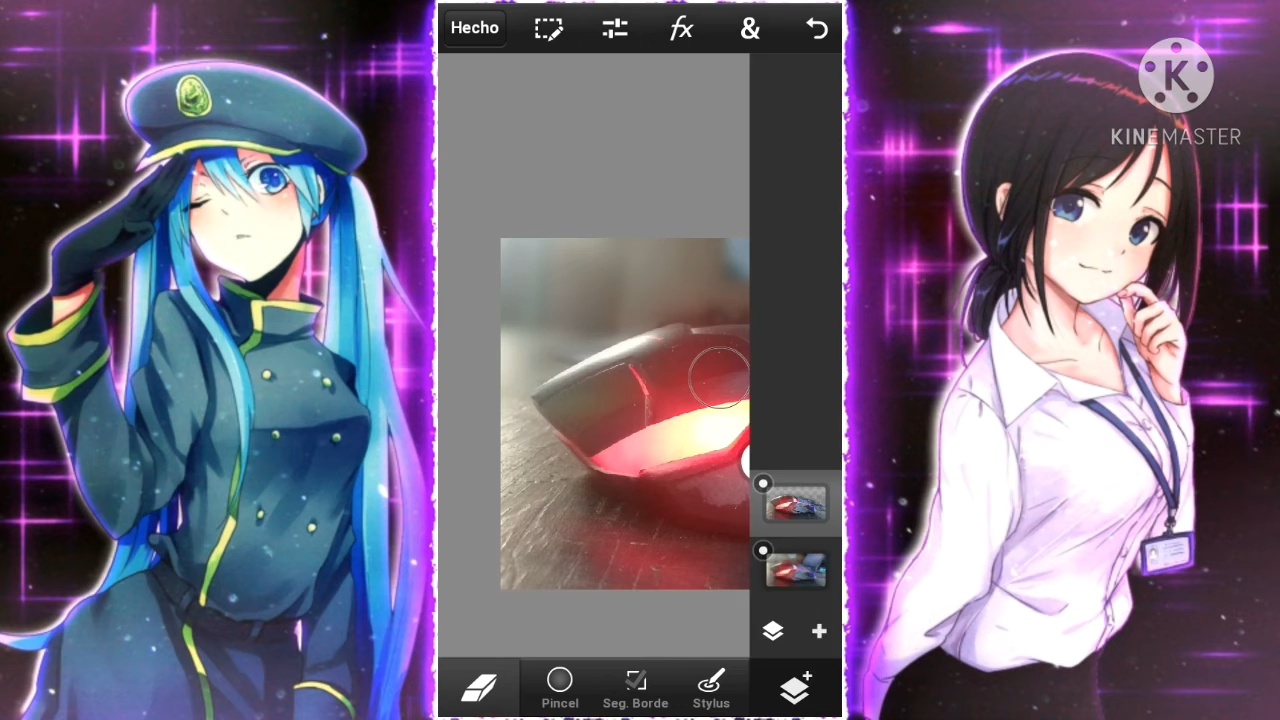 Hecho
fx
&
K
KINEMASTER
Pincel
Seg. Borde
Stylus